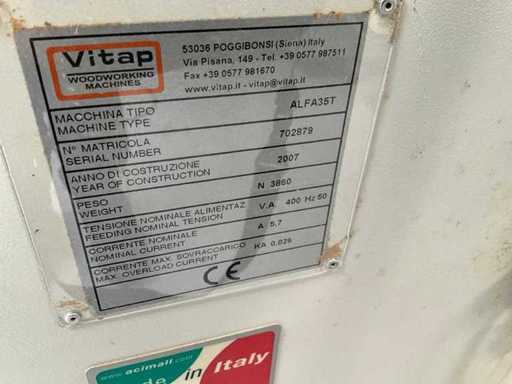 Vitap
WOODWORKING
MACHINES
53036 POGGIBONSI (Siena) Italy
Via Pisana, 149 - Tel. +39 0577 987511
Fax +39 0577 981670
www.vitap.it - vitap@vitap.it
MACCHINA TIPO
MACHINE TYPE
ALFA35T
N° MATRICOLA
SERIAL NUMBER
702879
ANNO DI COSTRUZIONE
YEAR OF CONSTRUCTION
2007
PESO
WEIGHT
N 3860
TENSIONE NOMINALE ALIMENTAZ
FEEDING NOMINAL TENSION
V.A. 400 Hz 50
CORRENTE NOMINALE
NOMINAL CURRENT
A 5,7
CORRENTE MAX. SOVRACCARICO
MAX. OVERLOAD CURRENT
KA 0,026
CE
www.acimall.com
in Italy